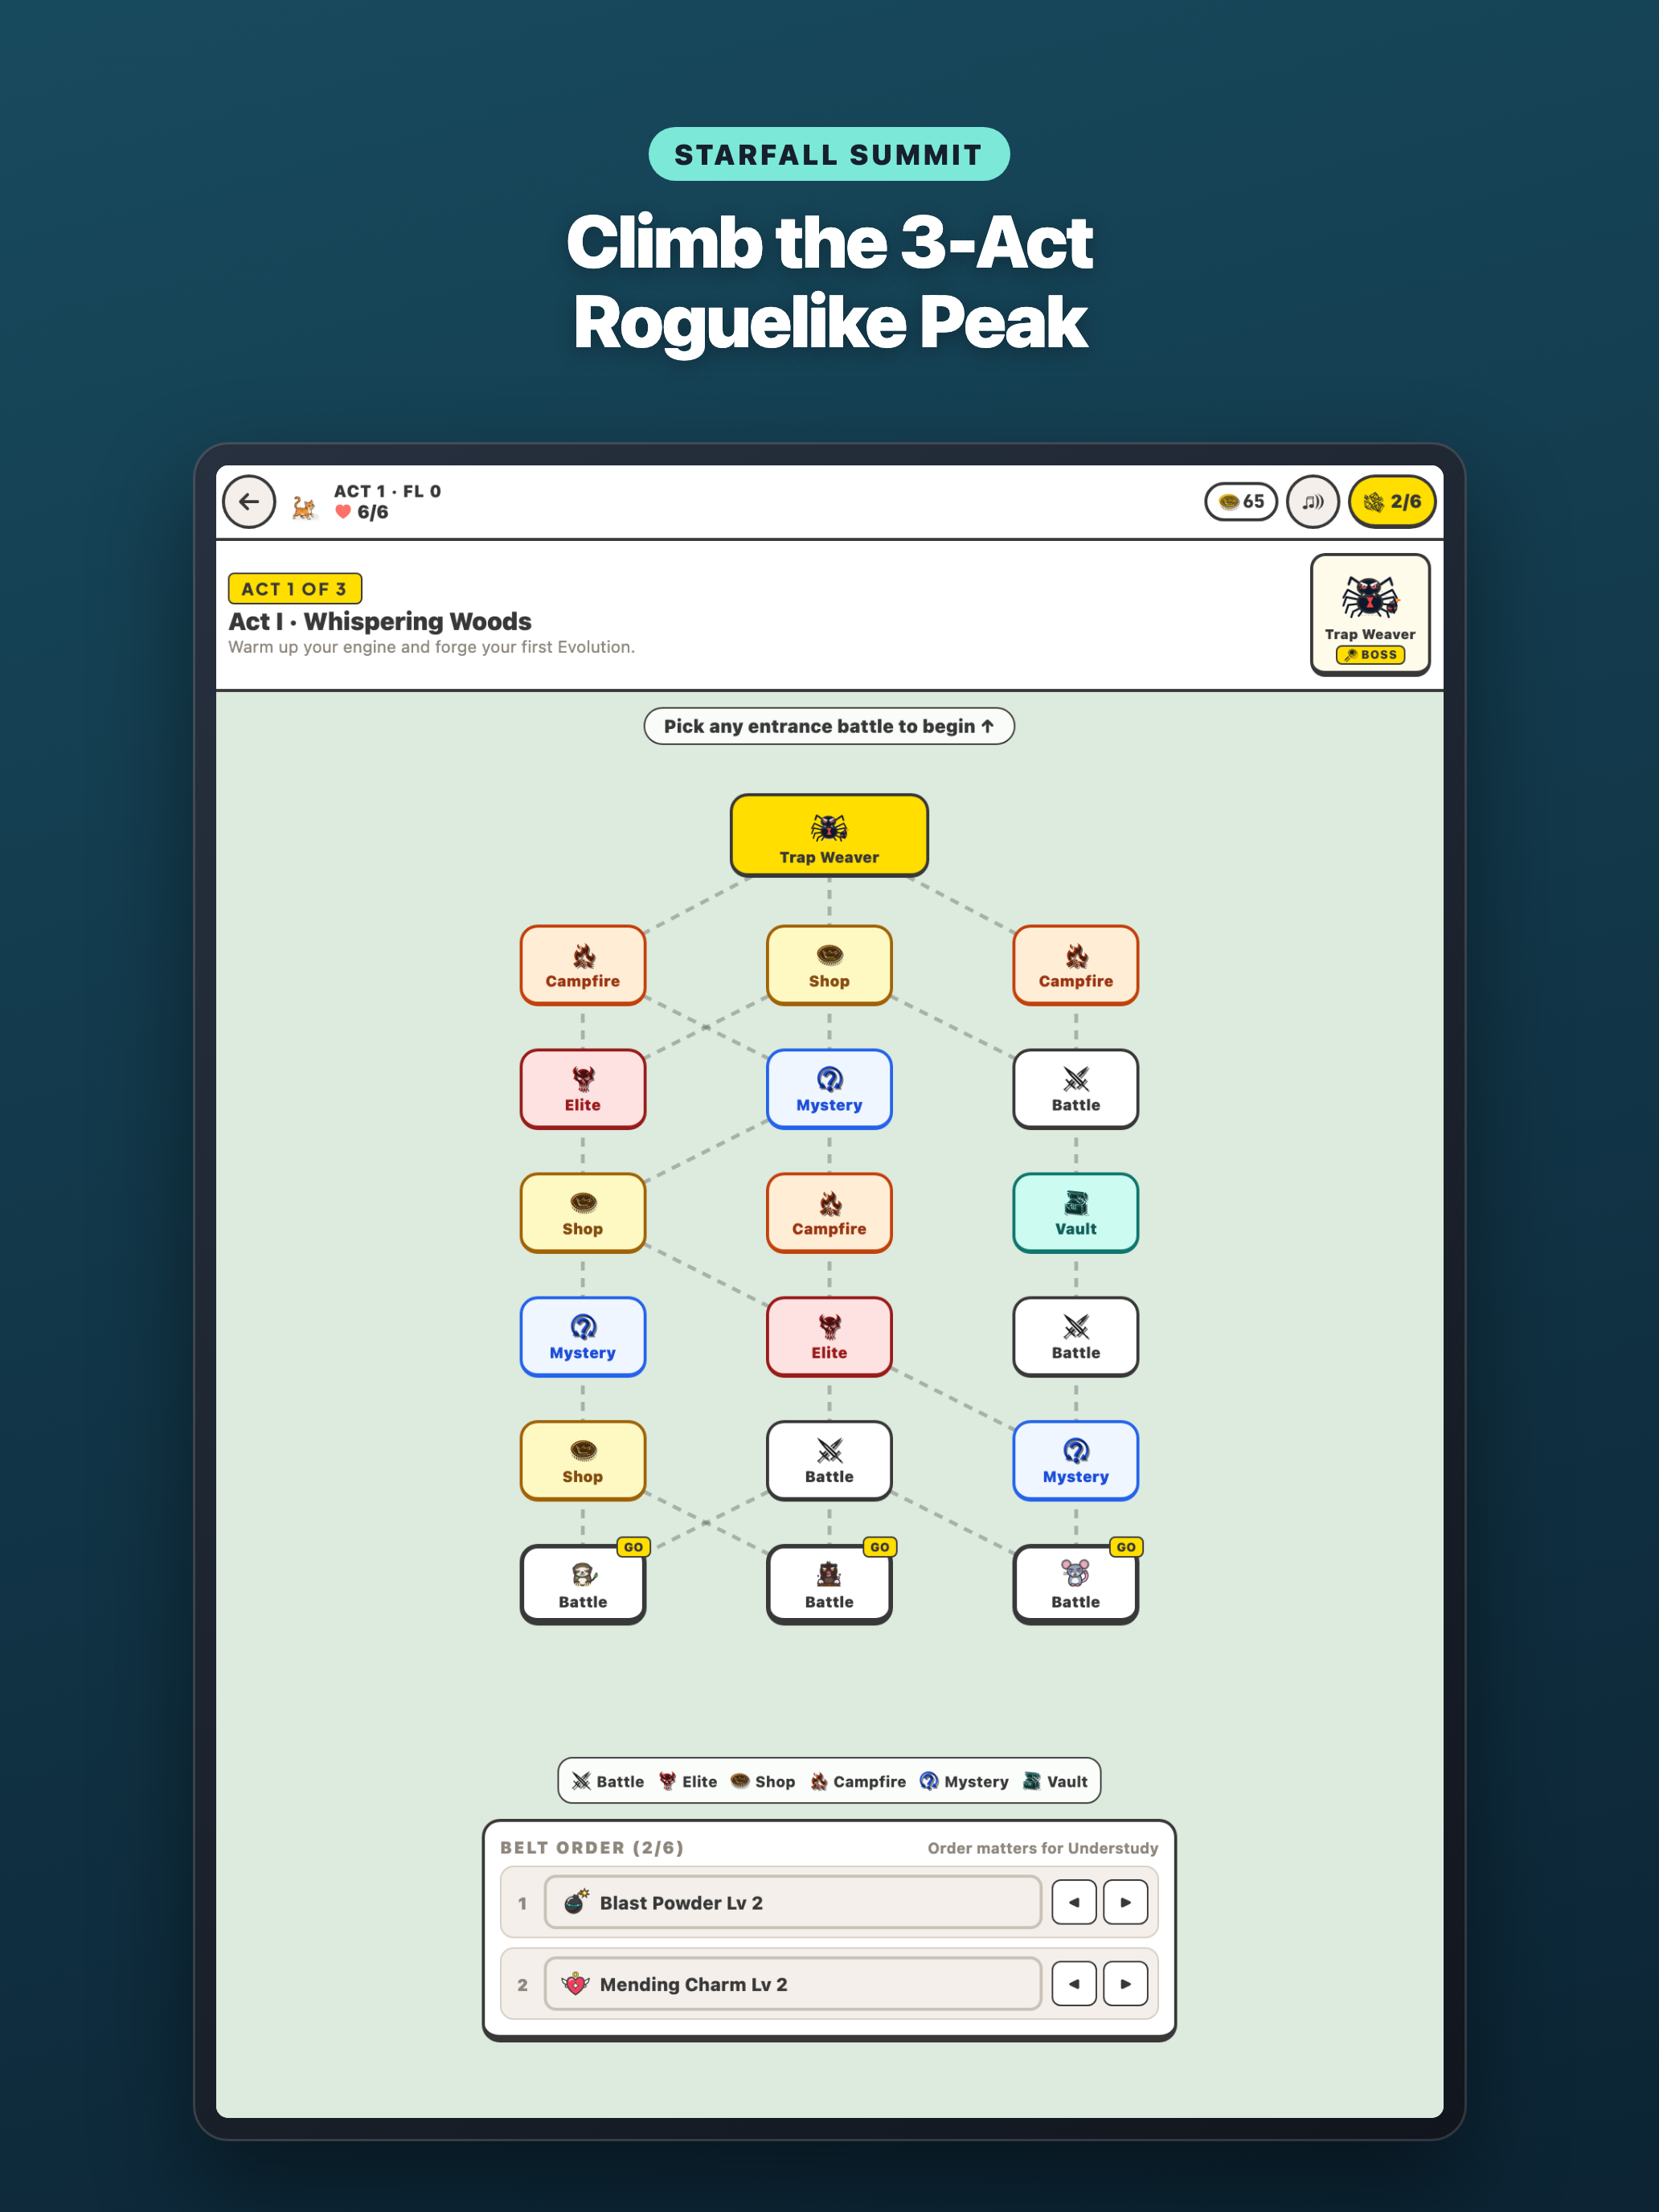 STARFALL SUMMIT
Climb the 3-Act
Roguelike Peak
ACT 1 · FL 0
6/6
65
2/6
ACT 1 OF 3
Act I · Whispering Woods
Warm up your engine and forge your first Evolution.
Trap Weaver
BOSS
Pick any entrance battle to begin ↑
Trap Weaver
Campfire Shop Campfire
Elite Mystery Battle
Shop Campfire Vault
Mystery Elite Battle
Shop Battle Mystery
GO GO GO
Battle Battle Battle
Battle Elite Shop Campfire Mystery Vault
BELT ORDER (2/6) Order matters for Understudy
1 Blast Powder Lv 2
2 Mending Charm Lv 2